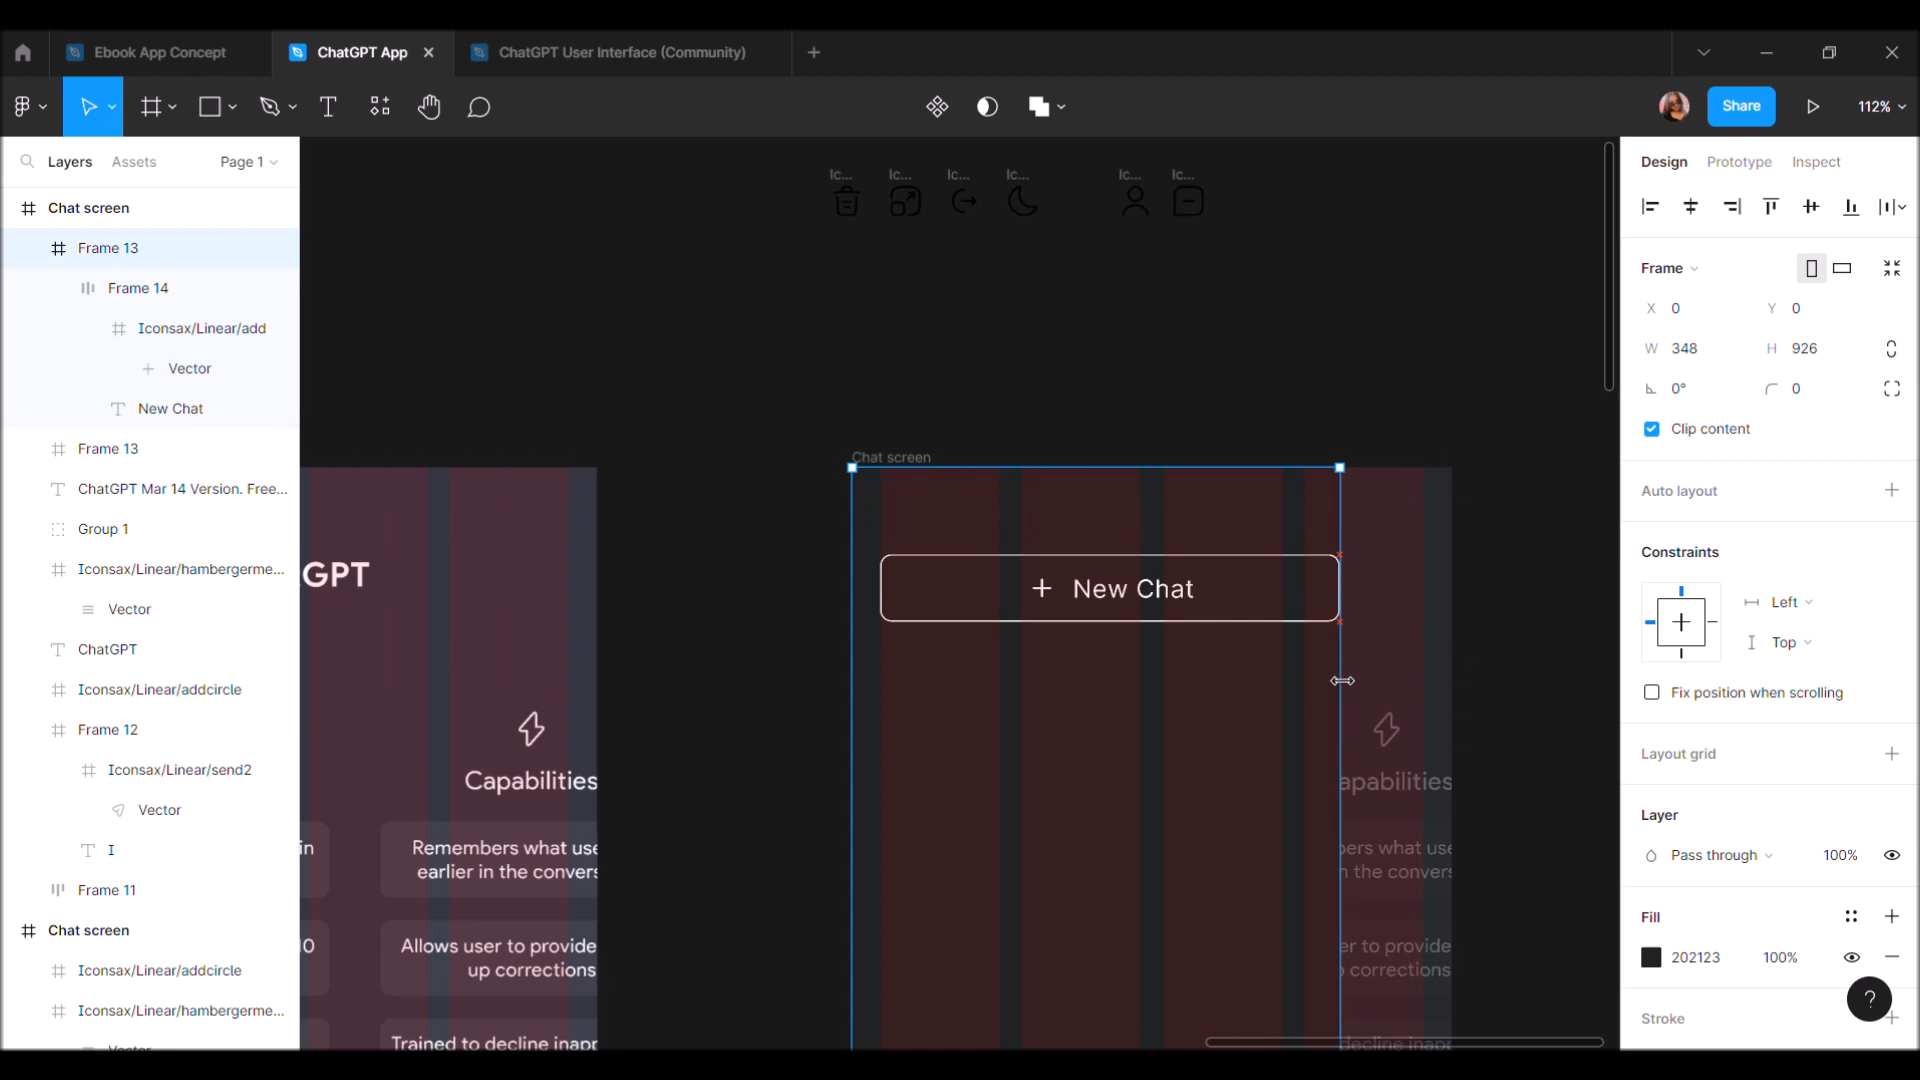 Ebook App Concept
ChatGPT App
ChatGPT User Interface (Community)
Share
112%
Layers
Assets
Page 1
Chat screen
Frame 13
Frame 14
Iconsax/Linear/add
Vector
New Chat
Frame 13
ChatGPT Mar 14 Version. Free...
Group 1
Iconsax/Linear/hambergerme...
Vector
ChatGPT
Iconsax/Linear/addcircle
Frame 12
Iconsax/Linear/send2
Vector
I
Frame 11
Chat screen
Iconsax/Linear/addcircle
Iconsax/Linear/hambergerme...
Ic...
Ic...
Ic...
Ic...
Ic...
Ic...
GPT
Capabilities
in
Remembers what use
earlier in the convers
Allows user to provide
up corrections
Trained to decline inapp
Chat screen
New Chat
apabilities
bers what use
n the convers
er to provide
corrections
decline inapp
Design
Prototype
Inspect
Frame
X 0
Y 0
W 348
H 926
0°
0
Clip content
Auto layout
Constraints
Left
Top
Fix position when scrolling
Layout grid
Layer
Pass through
100%
Fill
202123
100%
?
Stroke